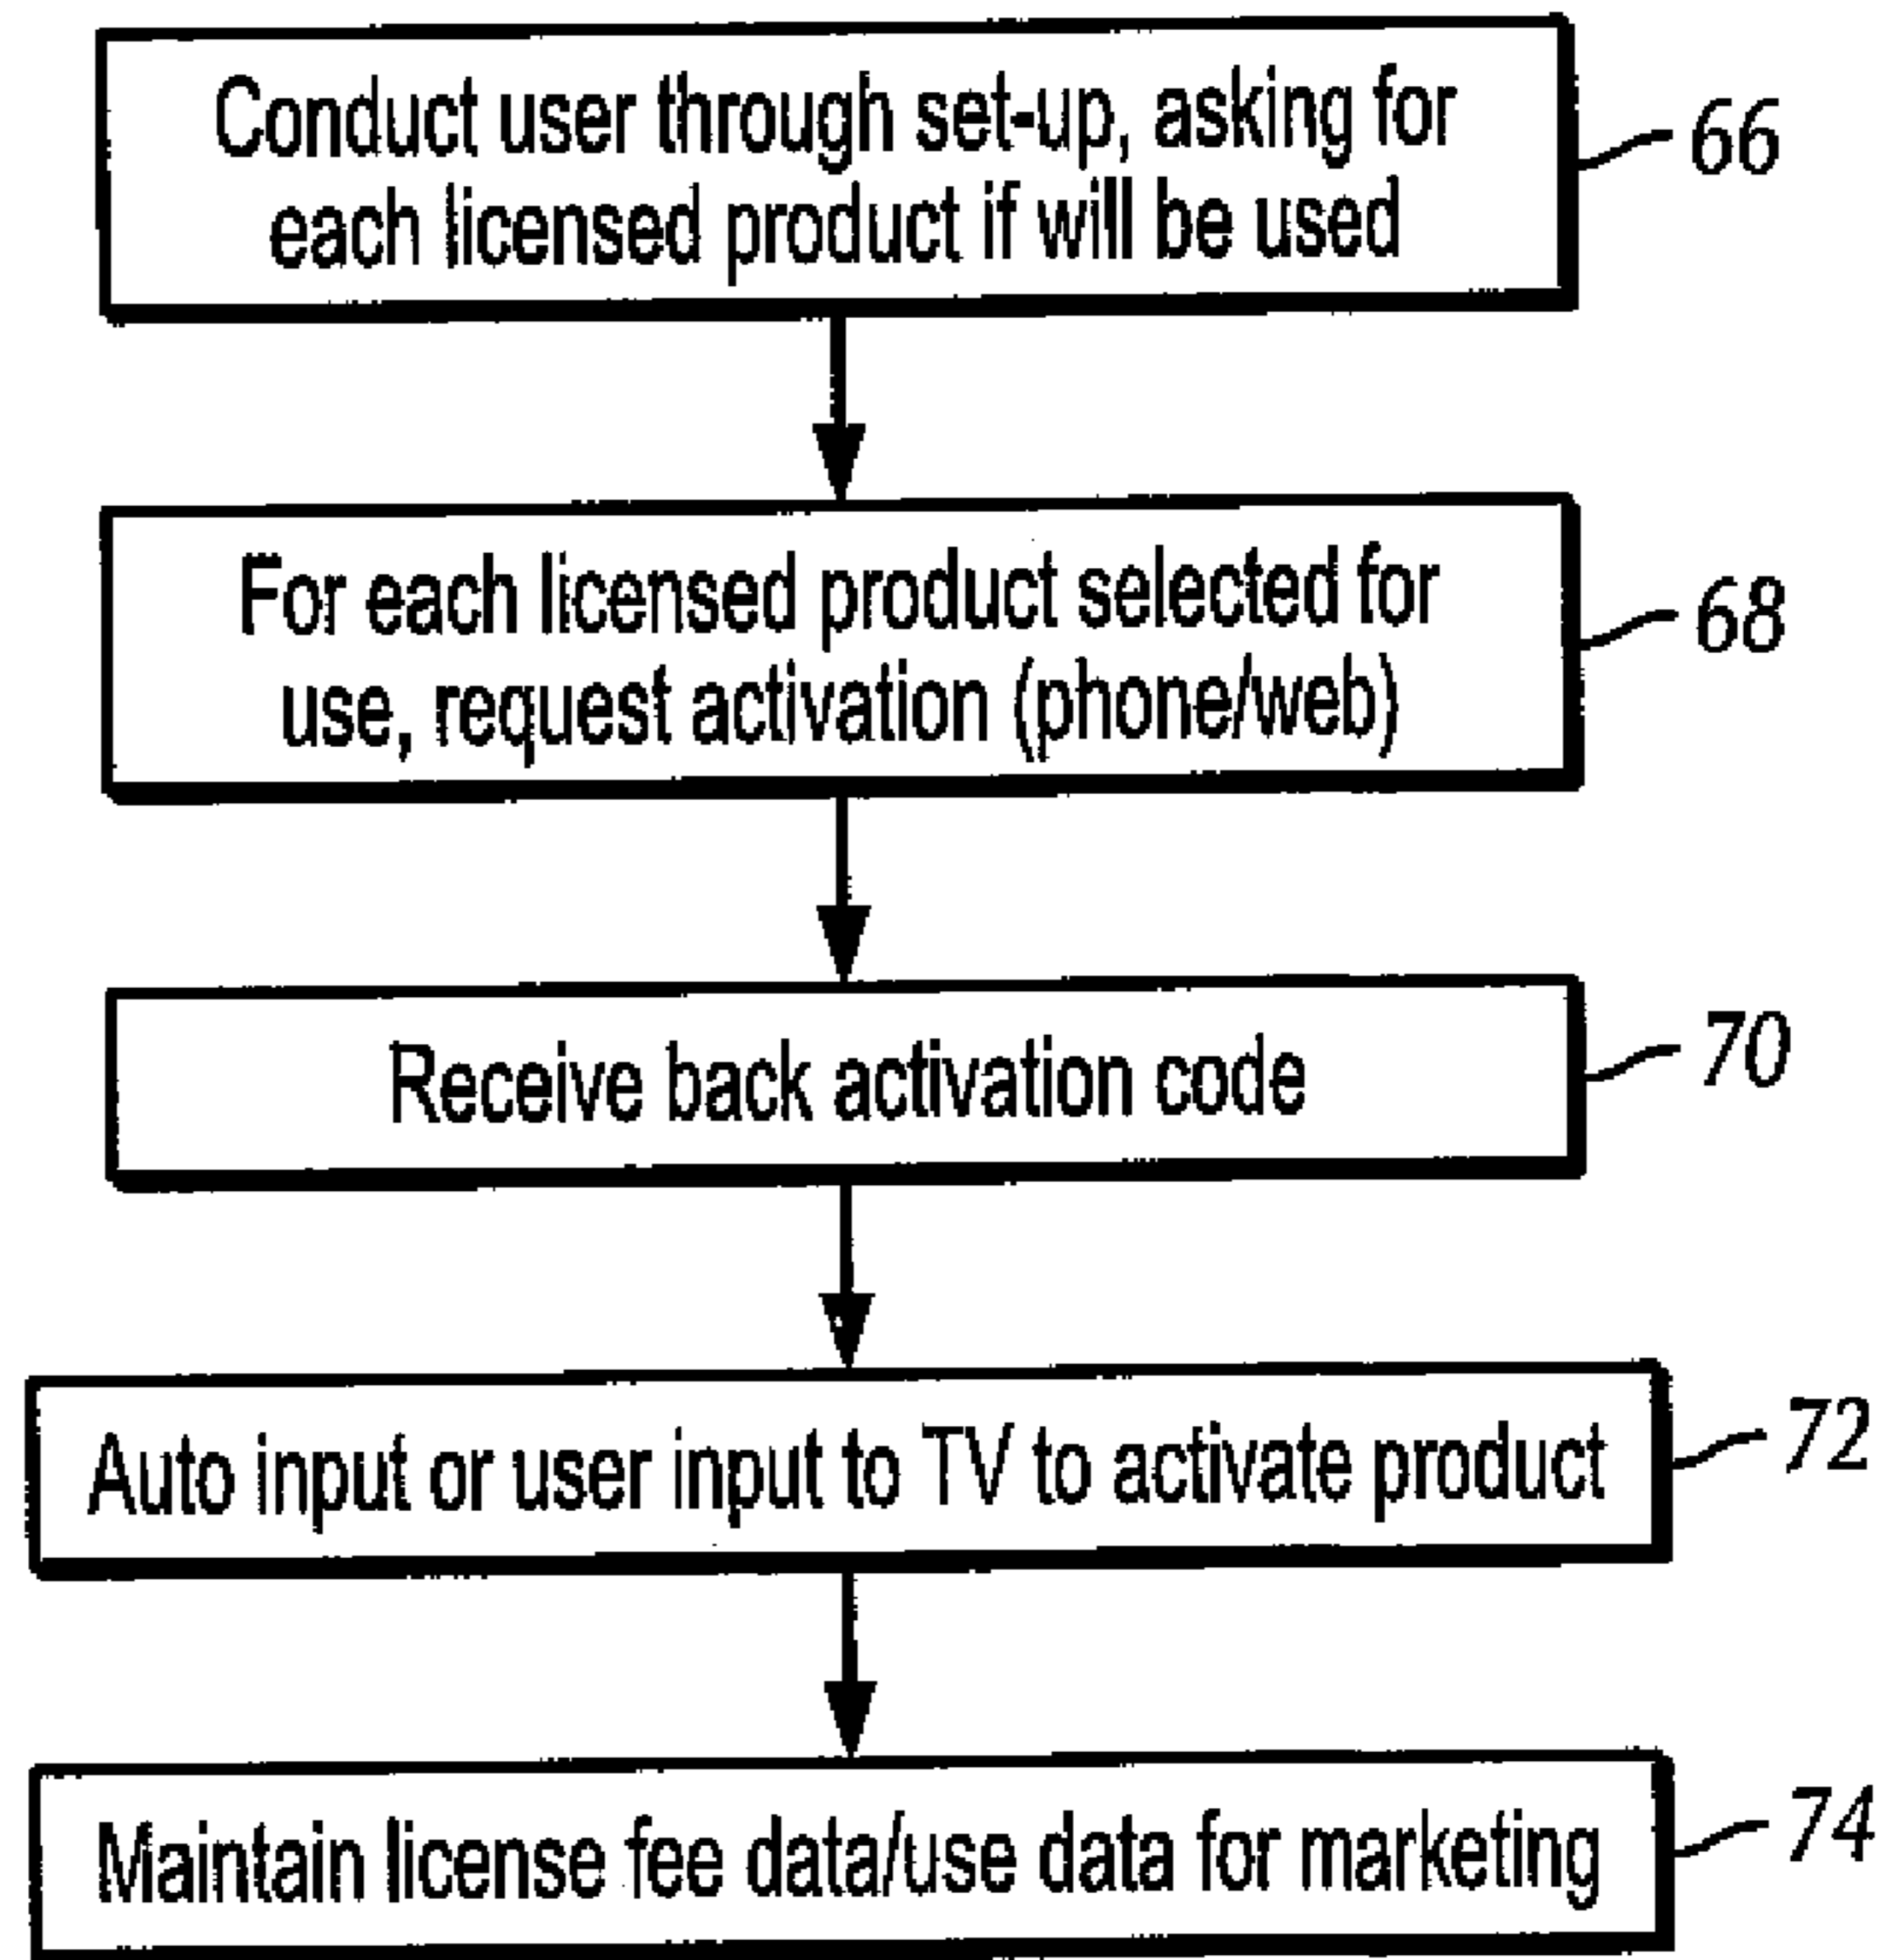 Conduct user through set-up, asking for
each licensed product if will be used
66
For each licensed product selected for
use, request activation (phone/web)
68
Receive back activation code
70
Auto input or user input to TV to activate product
72
Maintain license fee data/use data for marketing
74